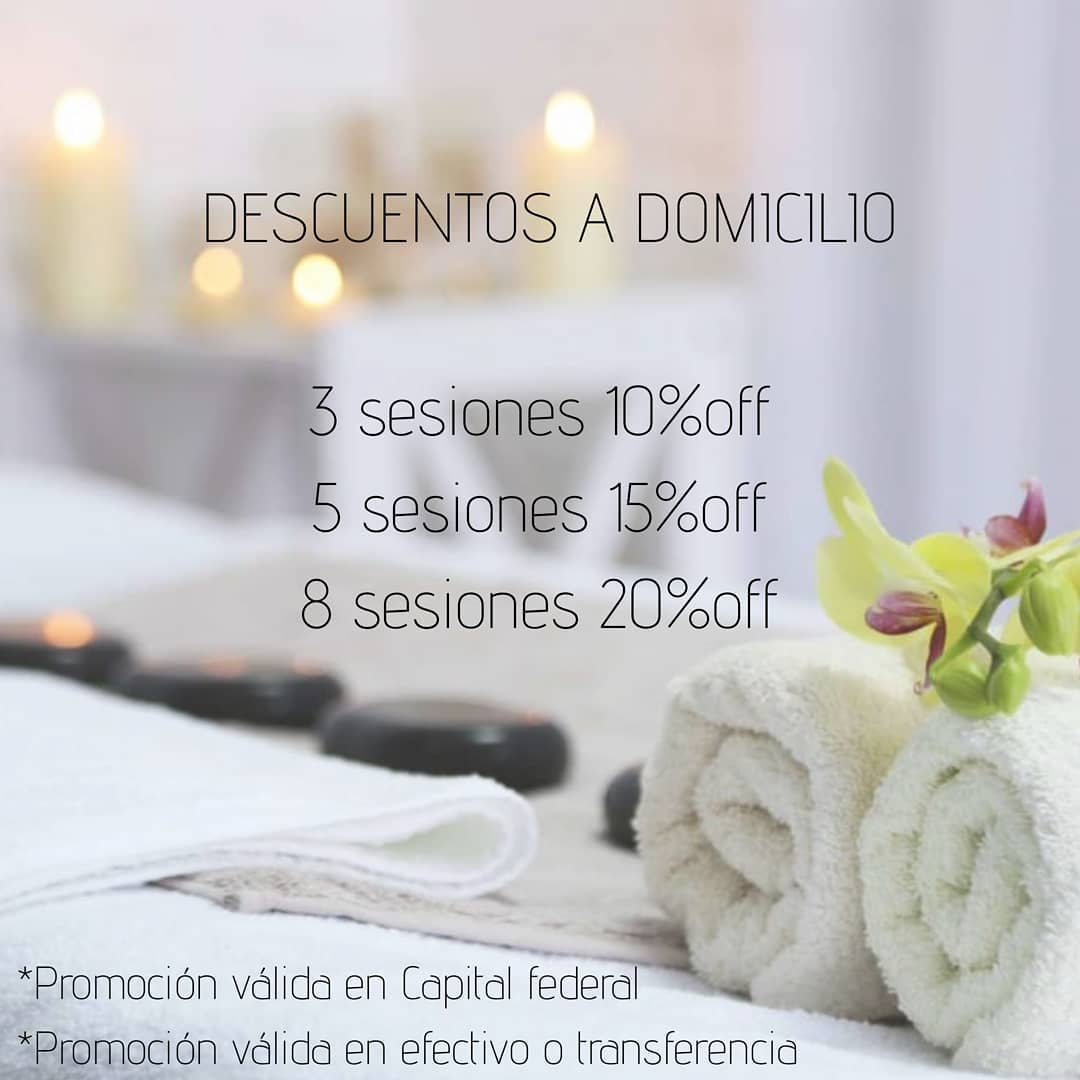 DESCUENTOS A DOMICILIO
3 sesiones 10%off
5 sesiones 15%off
8 sesiones 20%off
*Promoción válida en Capital federal
*Promoción válida en efectivo o transferencia